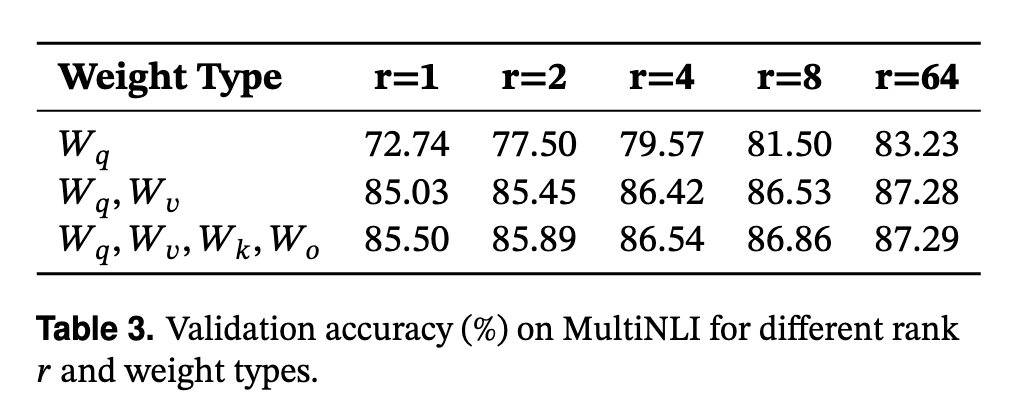 Weight Type r=1 r=2 r=4 r=8 r=64
W_q 72.74 77.50 79.57 81.50 83.23
W_q, W_v 85.03 85.45 86.42 86.53 87.28
W_q, W_v, W_k, W_o 85.50 85.89 86.54 86.86 87.29
Table 3. Validation accuracy (%) on MultiNLI for different rank
r and weight types.